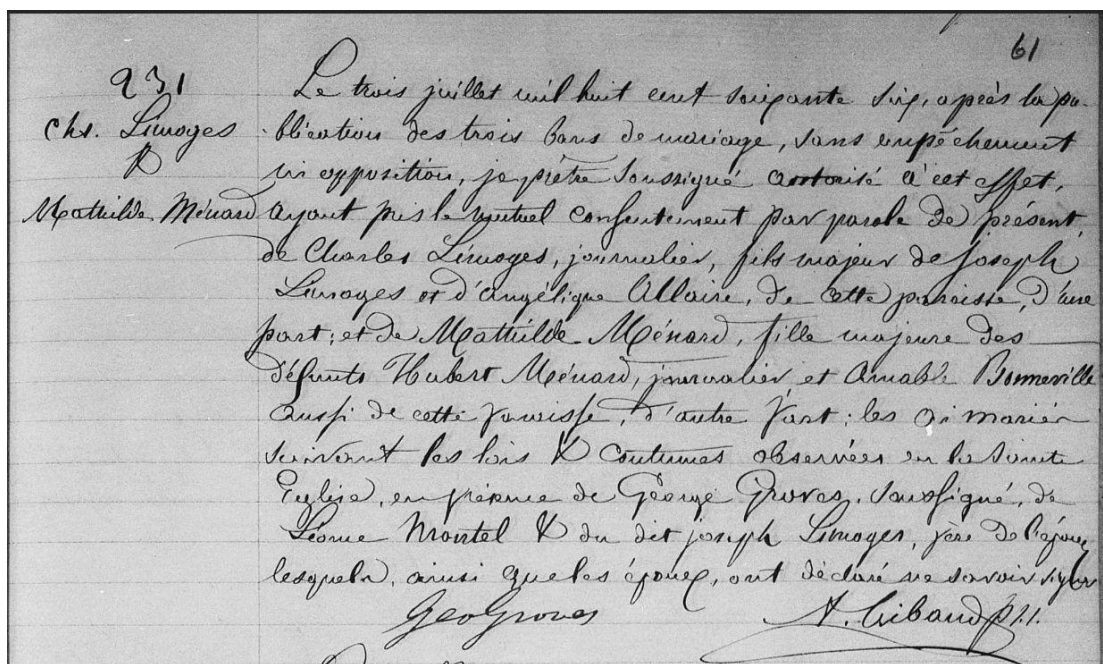 61
231
Chs. Limoges
&
Mathilde Ménard
Le trois juillet mil huit cent soixante six, après la pu-
blication des trois bans de mariage, sans empêchement
ni opposition, je prêtre soussigné autorisé à cet effet,
ayant pris le mutuel consentement par parole de présent,
de Charles Limoges, journalier, fils majeur de Joseph
Limoges et d'Angélique Allaire, de cette paroisse, d'une
part; et de Mathilde Ménard, fille majeure des
défunts Hubert Ménard, journalier, et Amable Bonneville
aussi de cette paroisse, d'autre part; les ai mariés
suivant les lois & coutumes observées en la Sainte
Eglise, en présence de George Groves, soussigné, de
Montel & du dit joseph Limoges, père de l'époux
lesquels, ainsi que les époux, ont déclaré ne savoir signer
Geo Groves
A. Gibaud p.s.s.